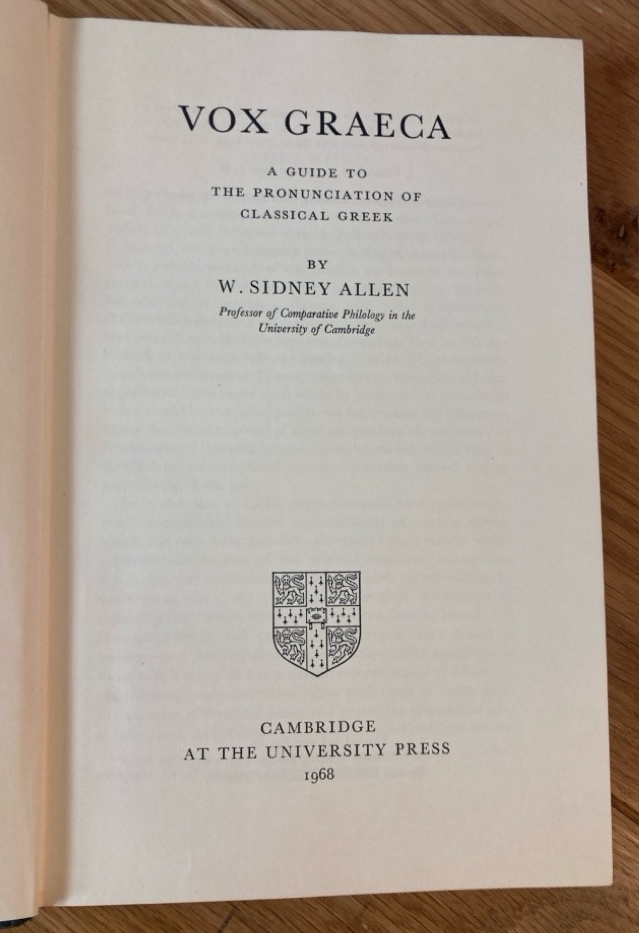 VOX GRAECA
A GUIDE TO
THE PRONUNCIATION OF
CLASSICAL GREEK
BY
W. SIDNEY ALLEN
Professor of Comparative Philology in the
University of Cambridge
CAMBRIDGE
AT THE UNIVERSITY PRESS
1968